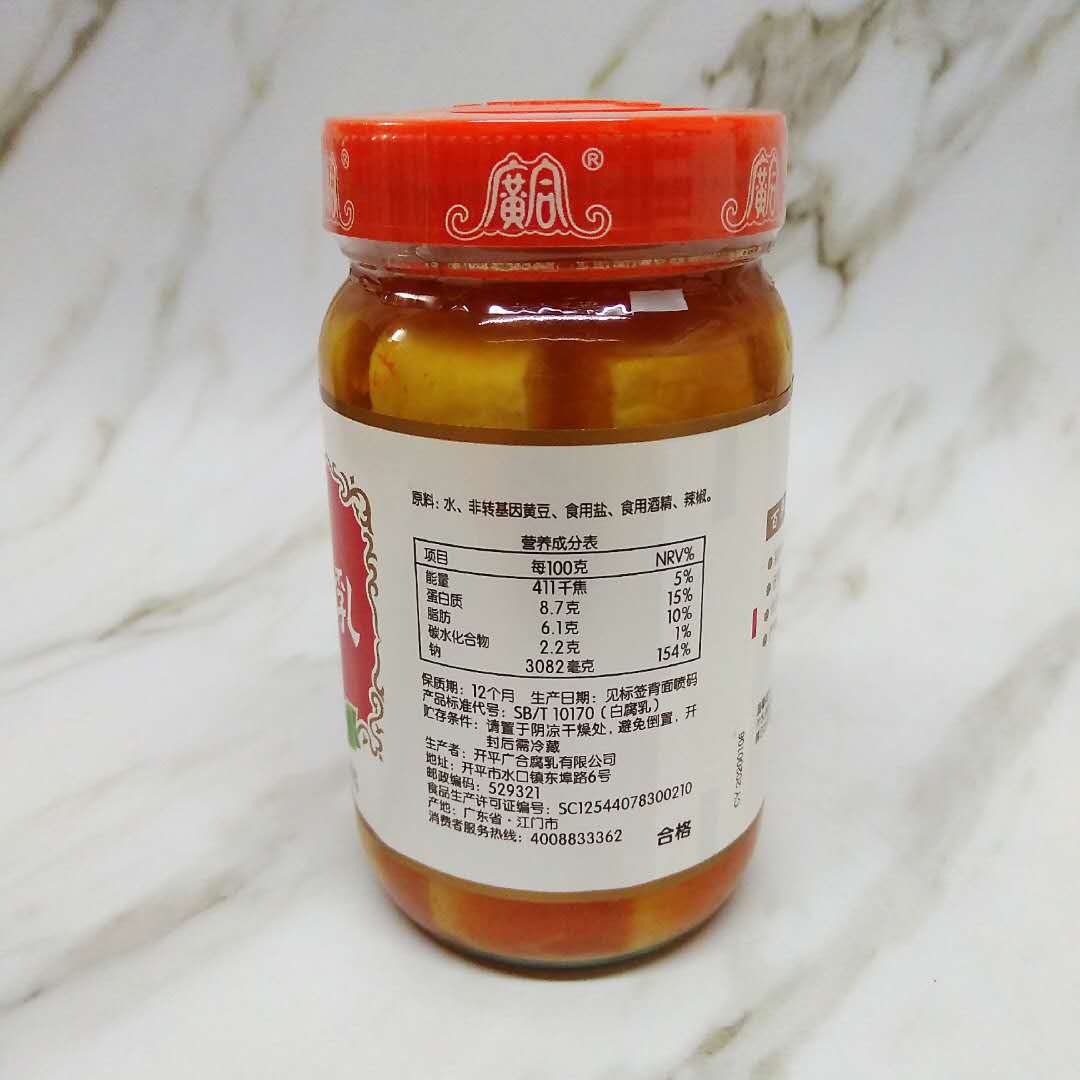 廣合®
廣合
乳
原料：水、非转基因黄豆、食用盐、食用酒精、辣椒。
营养成分表
项目 每100克 NRV%
能量 411千焦 5%
蛋白质 8.7克 15%
脂肪 6.1克 10%
碳水化合物 2.2克 1%
钠 3082毫克 154%
保质期：12个月 生产日期：见标签背面喷码
产品标准代号：SB/T 10170（白腐乳）
贮存条件：请置于阴凉干燥处，避免倒置，开
封后需冷藏
生产者：开平广合腐乳有限公司
地址：开平市水口镇东埠路6号
邮政编码：529321
食品生产许可证编号：SC12544078300210
产地：广东省·江门市
消费者服务热线：4008833362
合格
CY 20200106